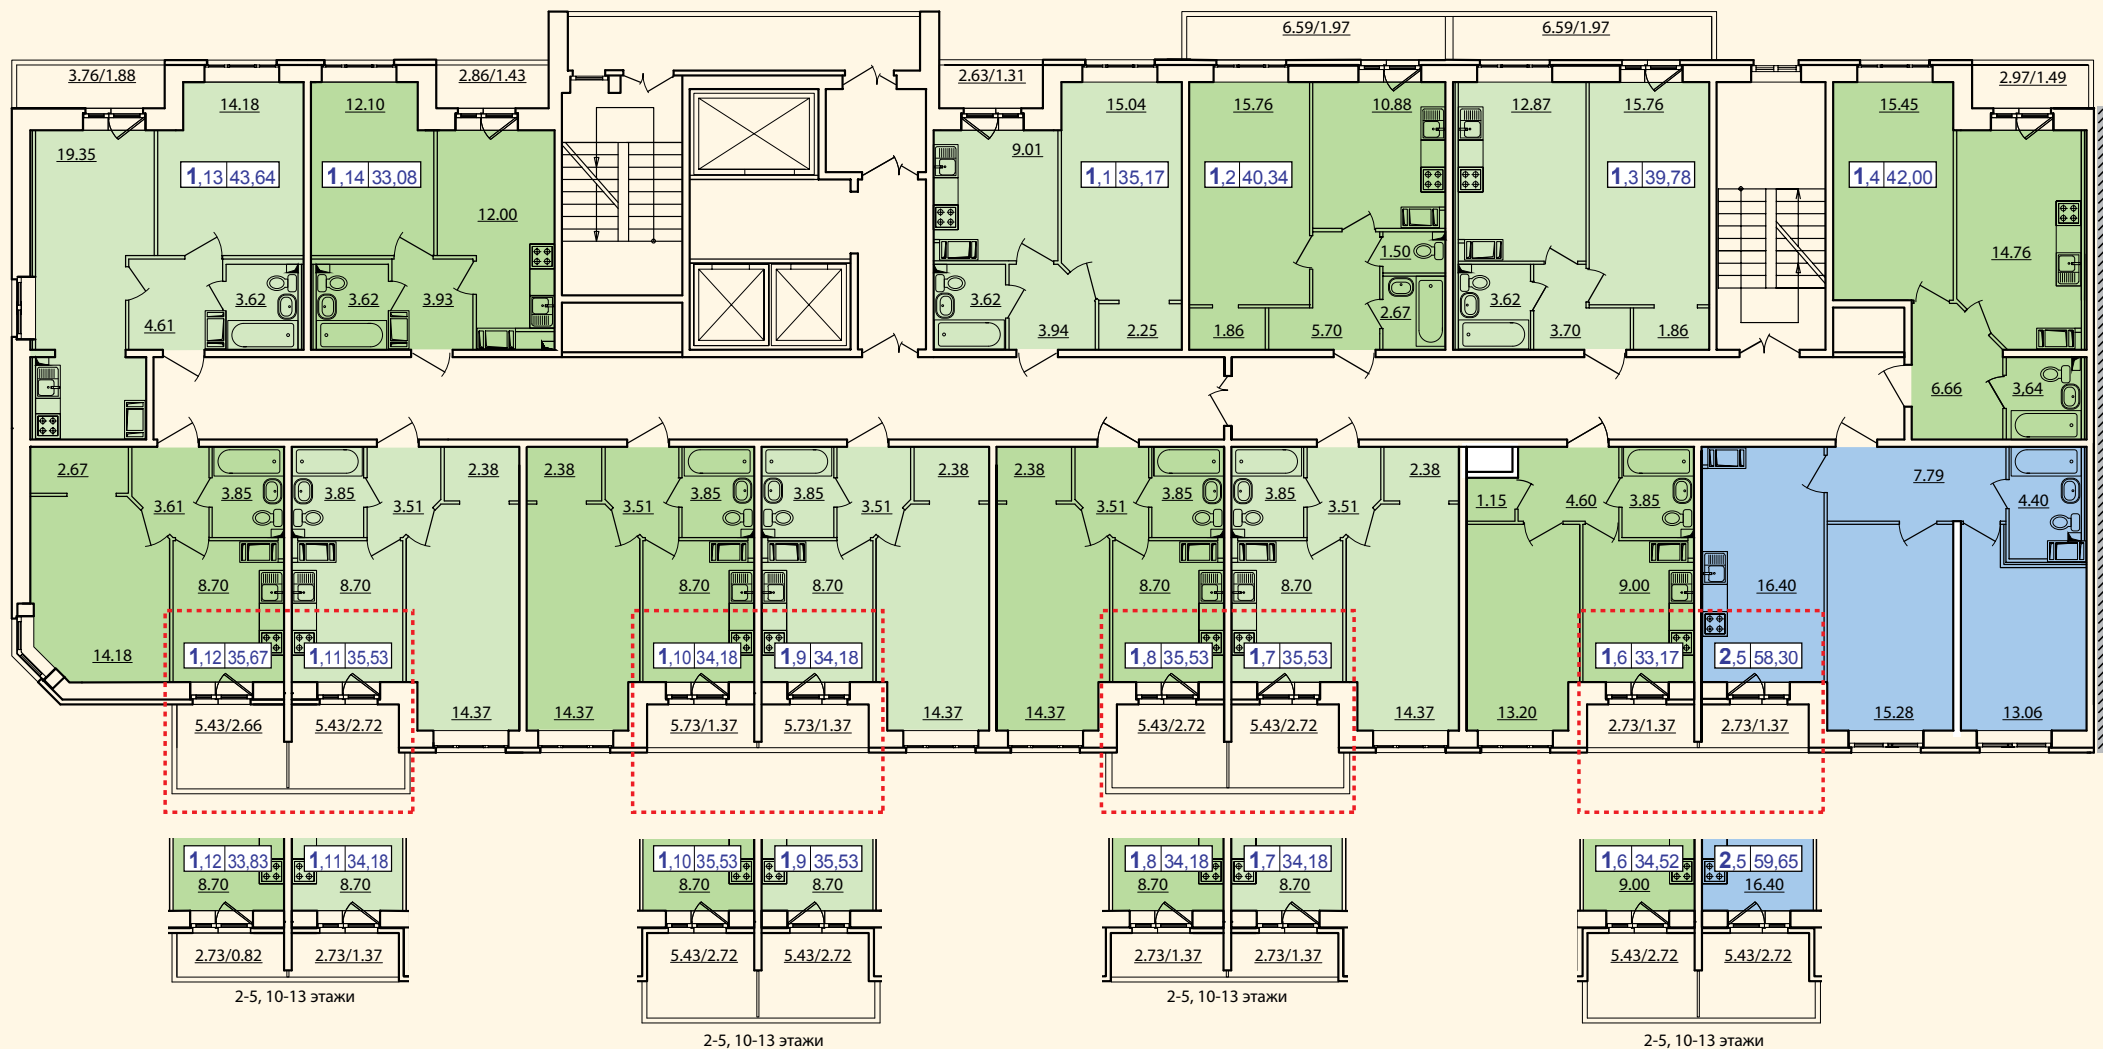 6.59/1.97 6.59/1.97
3.76/1.88 2.86/1.43 2.63/1.31 2.97/1.49
14.18 12.10 15.04 15.76 10.88 12.87 15.76 15.45
19.35 9.01
1,13 43,64 1,14 33,08 1,1 35,17 1,2 40,34 1,3 39,78 1,4 42,00
12.00
1.50 14.76
3.62 3.62 3.93 3.62 3.62
4.61 3.94 2.25 1.86 5.70 2.67 3.70 1.86
6.66 3,64
2.67 2.38 2.38 2.38 2.38 2.38 7.79
3.61 3.85 3.85 3.51 3.51 3.85 3.85 3.51 3.51 3.85 3.85 3.51 1.15 4.60 3.85 4.40
8.70 8.70 8.70 8.70 8.70 8.70 9.00 16.40
14.18 1,12 35,67 1,11 35,53 1,10 34,18 1,9 34,18 1,8 35,53 1,7 35,53 1,6 33,17 2,5 58,30
5.43/2.66 5.43/2.72 14.37 14.37 5.73/1.37 5.73/1.37 14.37 14.37 5.43/2.72 5.43/2.72 14.37 13.20 2.73/1.37 2.73/1.37 15.28 13.06
1,12 33,83 1,11 34,18 1,10 35,53 1,9 35,53 1,8 34,18 1,7 34,18 1,6 34,52 2,5 59,65
8.70 8.70 8.70 8.70 8.70 8.70 9.00 16.40
2.73/0.82 2.73/1.37 5.43/2.72 5.43/2.72 2.73/1.37 2.73/1.37 5.43/2.72 5.43/2.72
2-5, 10-13 этажи 2-5, 10-13 этажи
2-5, 10-13 этажи 2-5, 10-13 этажи